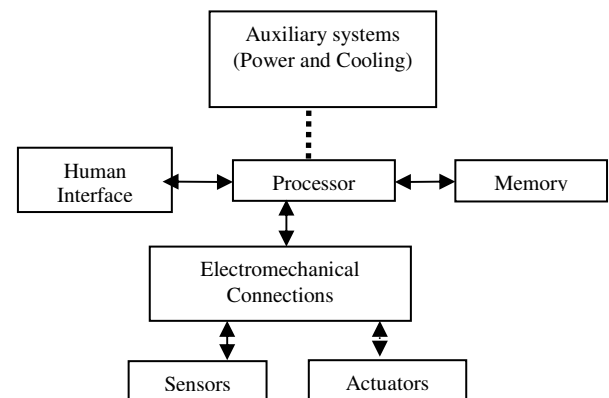 Auxiliary systems
(Power and Cooling)
Human
Interface
Processor
Memory
Electromechanical
Connections
Sensors
Actuators